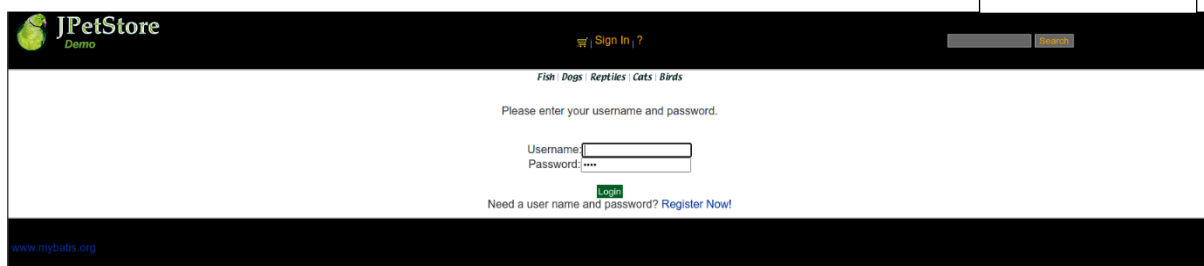 JPetStore
Demo
| Sign In | ?
Search
Fish | Dogs | Reptiles | Cats | Birds
Please enter your username and password.
Username:
Password: ••••
Login
Need a user name and password? Register Now!
www.mybatis.org